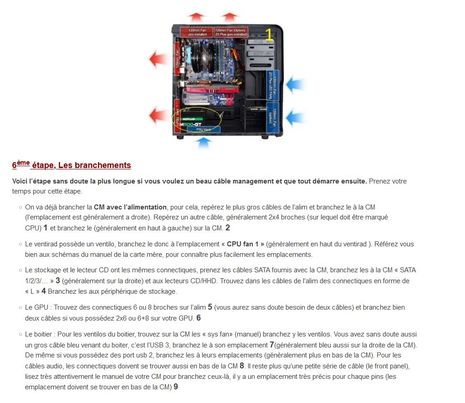 1
6ème étape. Les branchements
Voici l'étape sans doute la plus longue si vous voulez un beau câble management et que tout démarre ensuite. Prenez votre
temps pour cette étape.
On va déjà brancher la CM avec l'alimentation, pour cela, repérez le plus gros câbles de l'alim et branchez le à la CM
(l'emplacement est généralement a droite). Repérez un autre câble, généralement 2x4 broches (sur lequel doit être marqué
CPU) 1 et branchez le (généralement en haut à gauche) sur la CM. 2
Le ventirad possède un ventilo, branchez le donc à l'emplacement « CPU fan 1 » (généralement en haut du ventirad ). Référez vous
bien aux schémas du manuel de la carte mère, pour connaître plus facilement les emplacements.
Le stockage et le lecteur CD ont les mêmes connectiques, prenez les câbles SATA fournis avec la CM, branchez les à la CM « SATA
1/2/3/… » 3 (généralement sur la droite) et aux lecteurs CD/HHD. Trouvez dans les câbles de l'alim des connectiques en forme de
« L » 4 Branchez les aux périphérique de stockage.
Le GPU : Trouvez des connectiques 6 ou 8 broches sur l'alim 5 (vous aurez sans doute besoin de deux câbles) et branchez bien
deux câbles si vous possédez 2x6 ou 6+8 sur votre GPU. 6
Le boitier : Pour les ventilos du boitier, trouvez sur la CM les « sys fan» (manuel) branchez y les ventilos. Vous avez sans doute aussi
un gros câble bleu venant du boitier, c'est l'USB 3, branchez le à son emplacement 7(généralement bleu aussi sur la droite de la CM).
De même si vous possédez des port usb 2, branchez les à leurs emplacements (généralement plus en bas de la CM). Pour les
câbles audio, les connectiques doivent se trouver aussi en bas de la CM 8. Il reste plus qu'une petite série de câble (le front panel),
lisez très attentivement le manuel de votre CM pour branchez ceux-là, il y a un emplacement très précis pour chaque pins (les
emplacement doivent se trouver en bas de la CM) 9